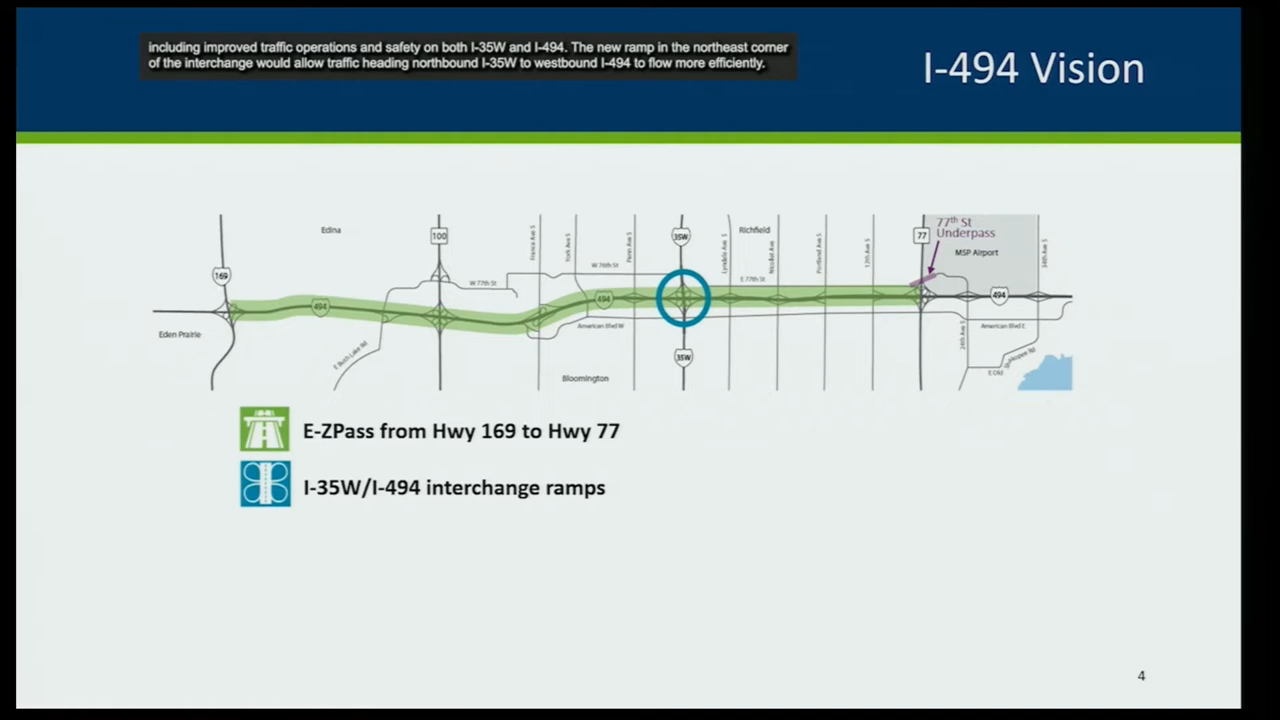 including improved traffic operations and safety on both I-35W and I-494. The new ramp in the northeast corner
of the interchange would allow traffic heading northbound I-35W to westbound I-494 to flow more efficiently.
I-494 Vision
77th St
Underpass
Edina
100
35W
Richfield
77
MSP Airport
France Ave S
York Ave S
Penn Ave S
Lyndale Ave S
Nicollet Ave
Portland Ave S
12th Ave S
34th Ave S
169
W 76th St
W 77th St
E 77th St
494
494
494
Eden Prairie
American Blvd W
American Blvd E
24th Ave S
E Bush Lake Rd
35W
Shakopee Rd
E Old
Bloomington
E-ZPass from Hwy 169 to Hwy 77
I-35W/I-494 interchange ramps
4